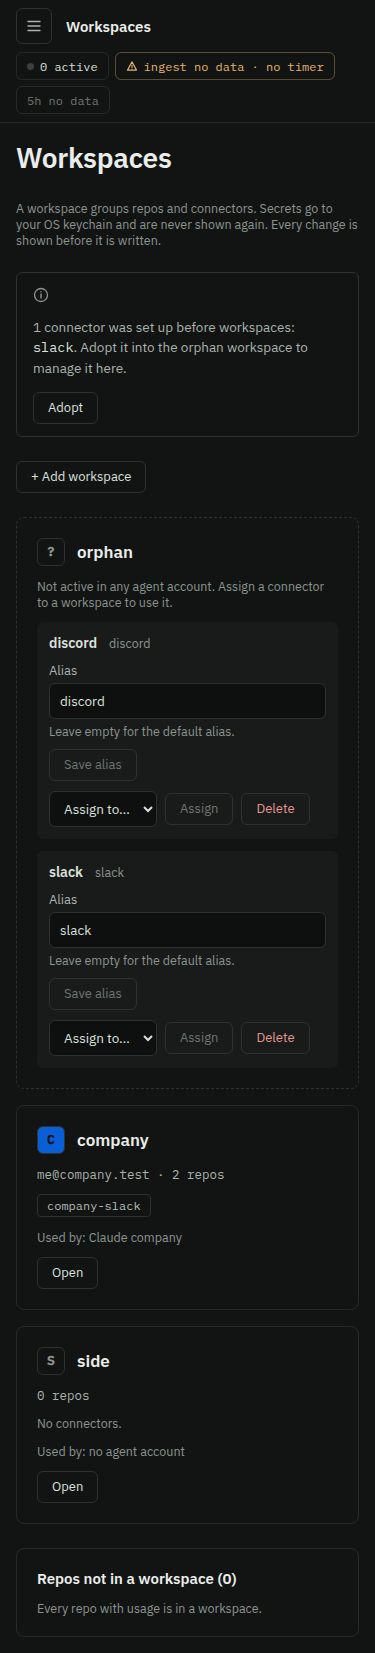 Workspaces
0 active
ingest no data · no timer
5h no data
Workspaces
A workspace groups repos and connectors. Secrets go to
your OS keychain and are never shown again. Every change is
shown before it is written.
1 connector was set up before workspaces:
slack. Adopt it into the orphan workspace to
manage it here.
Adopt
+ Add workspace
? orphan
Not active in any agent account. Assign a connector
to a workspace to use it.
discord discord
Alias
discord
Leave empty for the default alias.
Save alias
Assign to... Assign Delete
slack slack
Alias
slack
Leave empty for the default alias.
Save alias
Assign to... Assign Delete
C company
me@company.test · 2 repos
company-slack
Used by: Claude company
Open
S side
0 repos
No connectors.
Used by: no agent account
Open
Repos not in a workspace (0)
Every repo with usage is in a workspace.